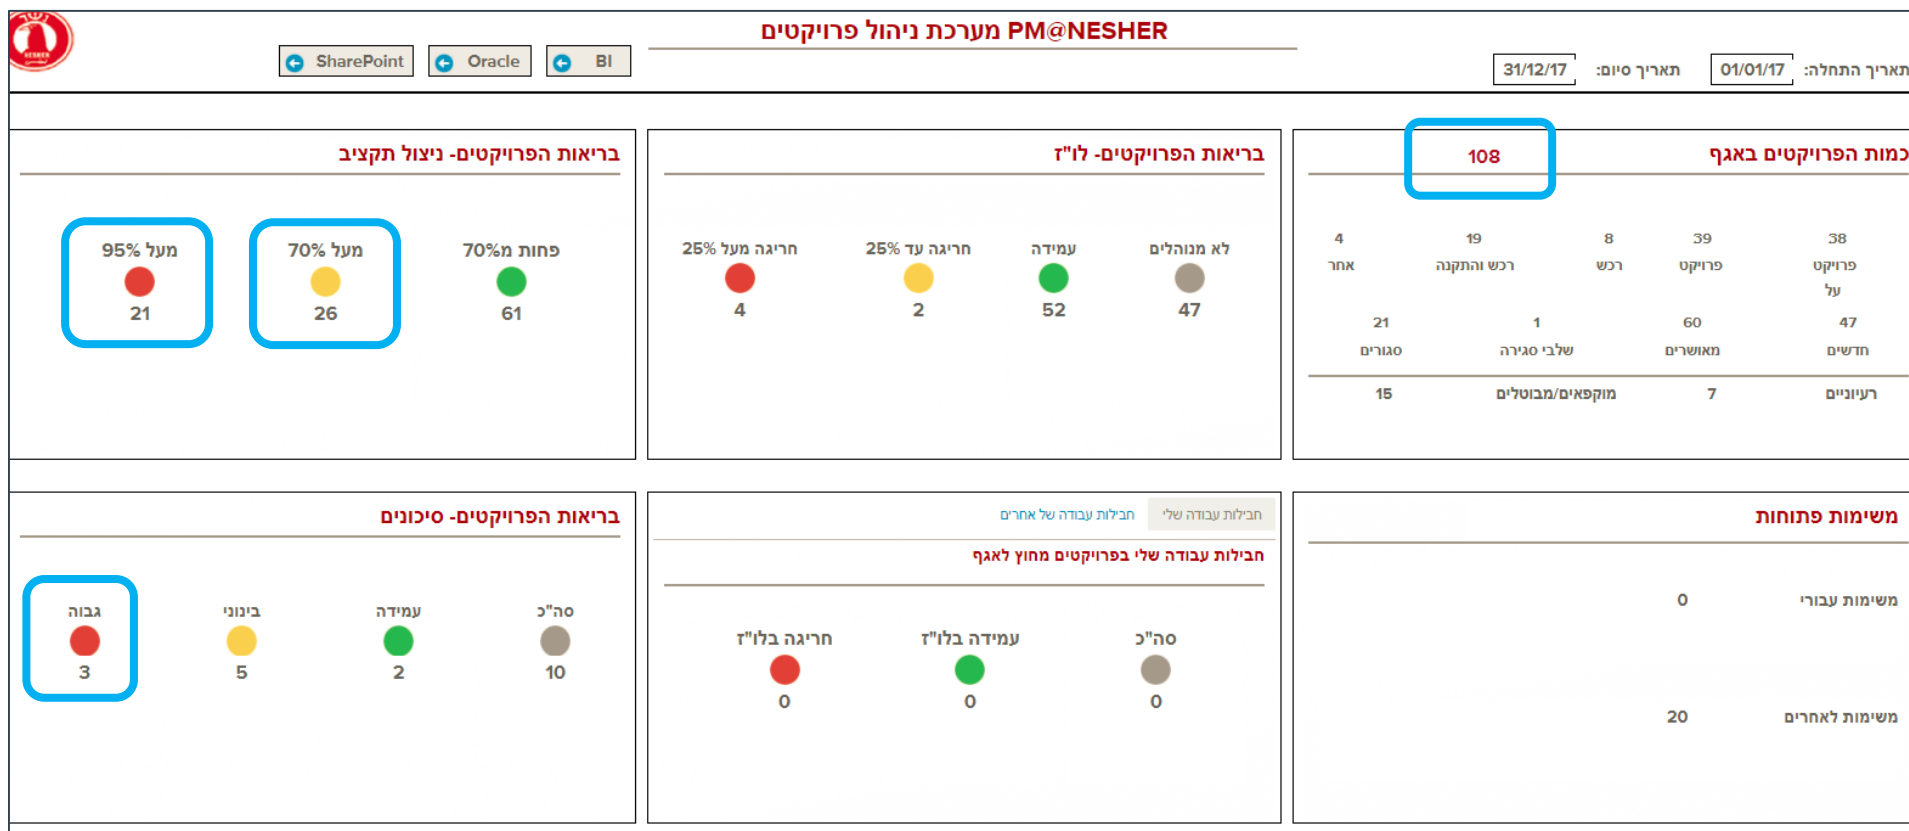 PM@NESHER מערכת ניהול פרויקטים
NESHER
תאריך התחלה: 01/01/17 תאריך סיום: 31/12/17
BI Oracle SharePoint
כמות הפרויקטים באגף 108
38 39 8 19 4
פרויקט על פרויקט רכש רכש והתקנה אחר
47 60 1 21
חדשים מאושרים שלבי סגירה סגורים
רעיוניים 7 מוקפאים/מבוטלים 15
בריאות הפרויקטים- לו"ז
לא מנוהלים עמידה חריגה עד 25% חריגה מעל 25%
47 52 2 4
בריאות הפרויקטים- ניצול תקציב
פחות מ70% מעל 70% מעל 95%
61 26 21
משימות פתוחות
משימות עבורי 0
משימות לאחרים 20
חבילות עבודה שלי חבילות עבודה של אחרים
חבילות עבודה שלי בפרויקטים מחוץ לאגף
סה"כ עמידה בלו"ז חריגה בלו"ז
0 0 0
בריאות הפרויקטים- סיכונים
סה"כ עמידה בינוני גבוה
10 2 5 3